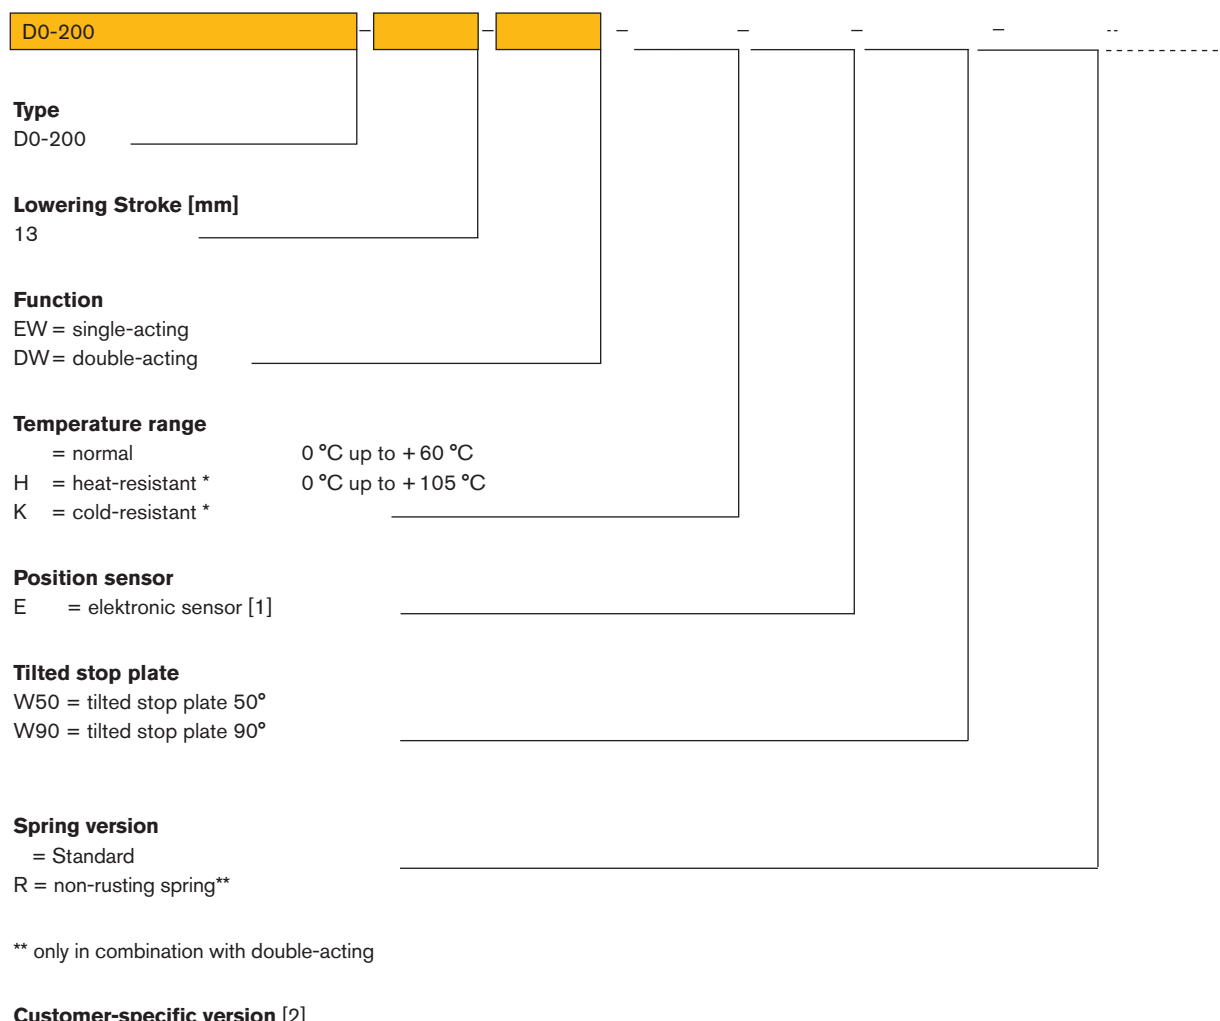 D0-200 – – – – – – --
Type
D0-200
Lowering Stroke [mm]
13
Function
EW = single-acting
DW = double-acting
Temperature range
= normal 0 °C up to +60 °C
H = heat-resistant * 0 °C up to +105 °C
K = cold-resistant *
Position sensor
E = elektronic sensor [1]
Tilted stop plate
W50 = tilted stop plate 50°
W90 = tilted stop plate 90°
Spring version
= Standard
R = non-rusting spring**
** only in combination with double-acting
Customer-specific version [2]